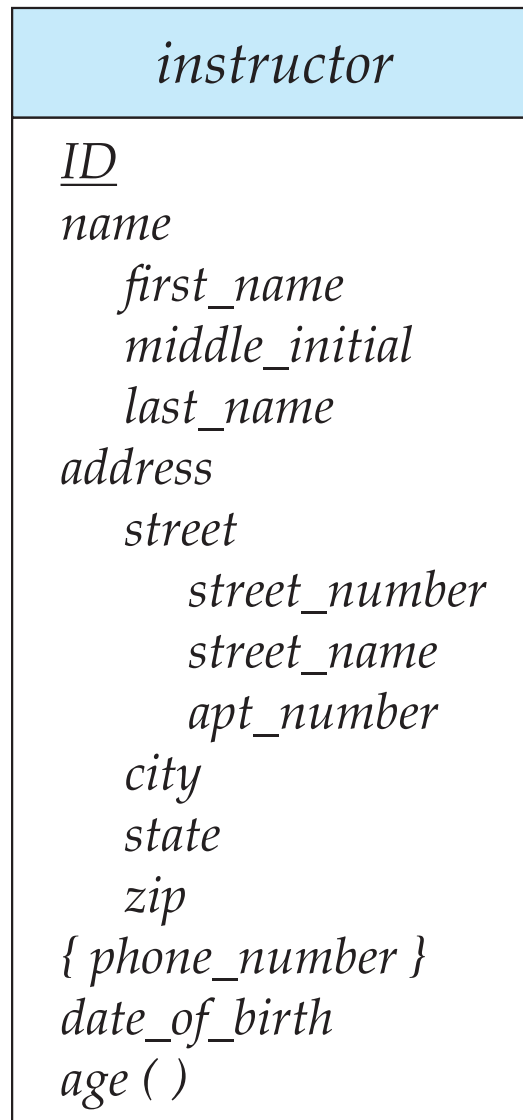 instructor
ID
name
first_name
middle_initial
last_name
address
street
street_number
street_name
apt_number
city
state
zip
{ phone_number }
date_of_birth
age ( )